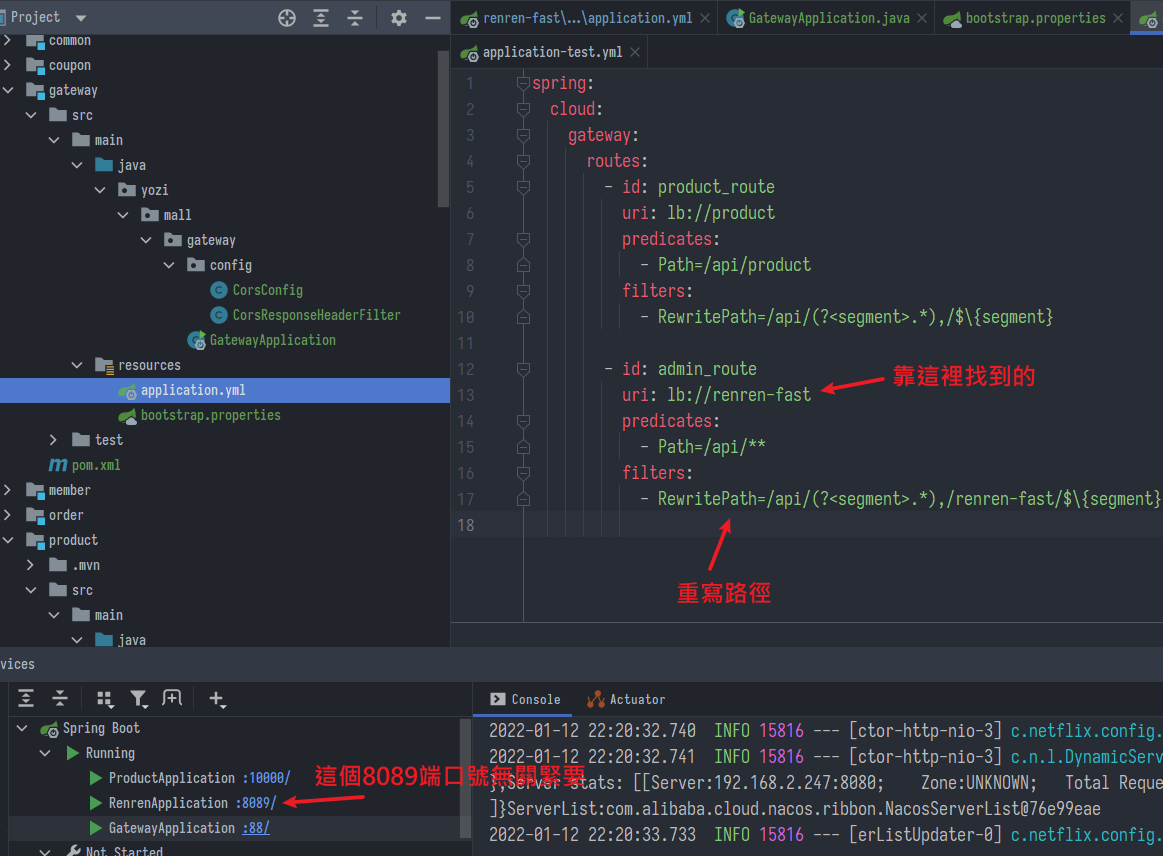 Project
common
coupon
gateway
src
main
java
yozi
mall
gateway
config
CorsConfig
CorsResponseHeaderFilter
GatewayApplication
resources
application.yml
bootstrap.properties
test
pom.xml
member
order
product
.mvn
src
main
java
renren-fast\...\application.yml
GatewayApplication.java
bootstrap.properties
application-test.yml
1 spring:
2 cloud:
3 gateway:
4 routes:
5 - id: product_route
6 uri: lb://product
7 predicates:
8 - Path=/api/product
9 filters:
10 - RewritePath=/api/(?<segment>.*),/$\{segment}
11
12 - id: admin_route
13 uri: lb://renren-fast
靠這裡找到的
14 predicates:
15 - Path=/api/**
16 filters:
17 - RewritePath=/api/(?<segment>.*),/renren-fast/$\{segment}
18
重寫路徑
vices
Spring Boot
Running
ProductApplication :10000/
RenrenApplication :8089/
GatewayApplication :88/
Not Started
這個8089端口號無關緊要
Console
Actuator
2022-01-12 22:20:32.740 INFO 15816 --- [ctor-http-nio-3] c.netflix.config.
2022-01-12 22:20:32.741 INFO 15816 --- [ctor-http-nio-3] c.n.l.DynamicServ
},Server stats: [[Server:192.168.2.247:8080; Zone:UNKNOWN; Total Reque
]}ServerList:com.alibaba.cloud.nacos.ribbon.NacosServerList@76e99eae
2022-01-12 22:20:33.733 INFO 15816 --- [erListUpdater-0] c.netflix.config.